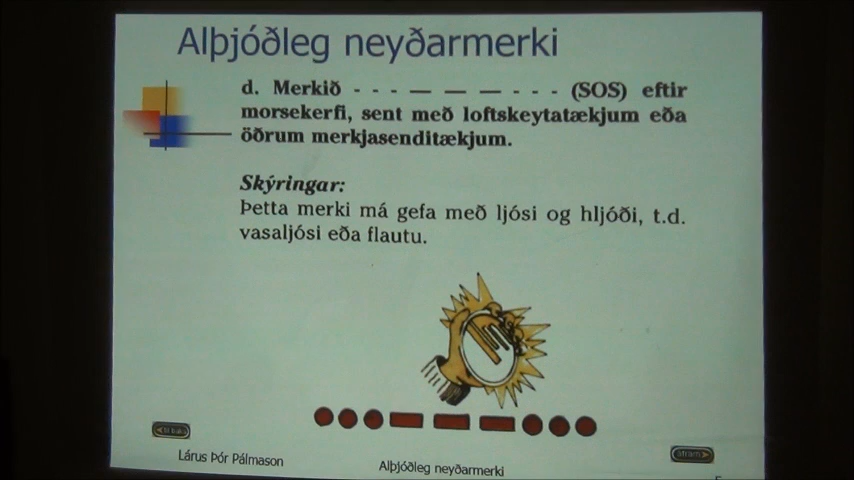 Alþjóðleg neyðarmerki
d. Merkið - - - — — — - - - (SOS) eftir
morsekerfi, sent með loftskeytatækjum eða
öðrum merkjasenditækjum.
Skýringar:
Þetta merki má gefa með ljósi og hljóði, t.d.
vasaljósi eða flautu.
til baka
áfram
Lárus Þór Pálmason
Alþjóðleg neyðarmerki